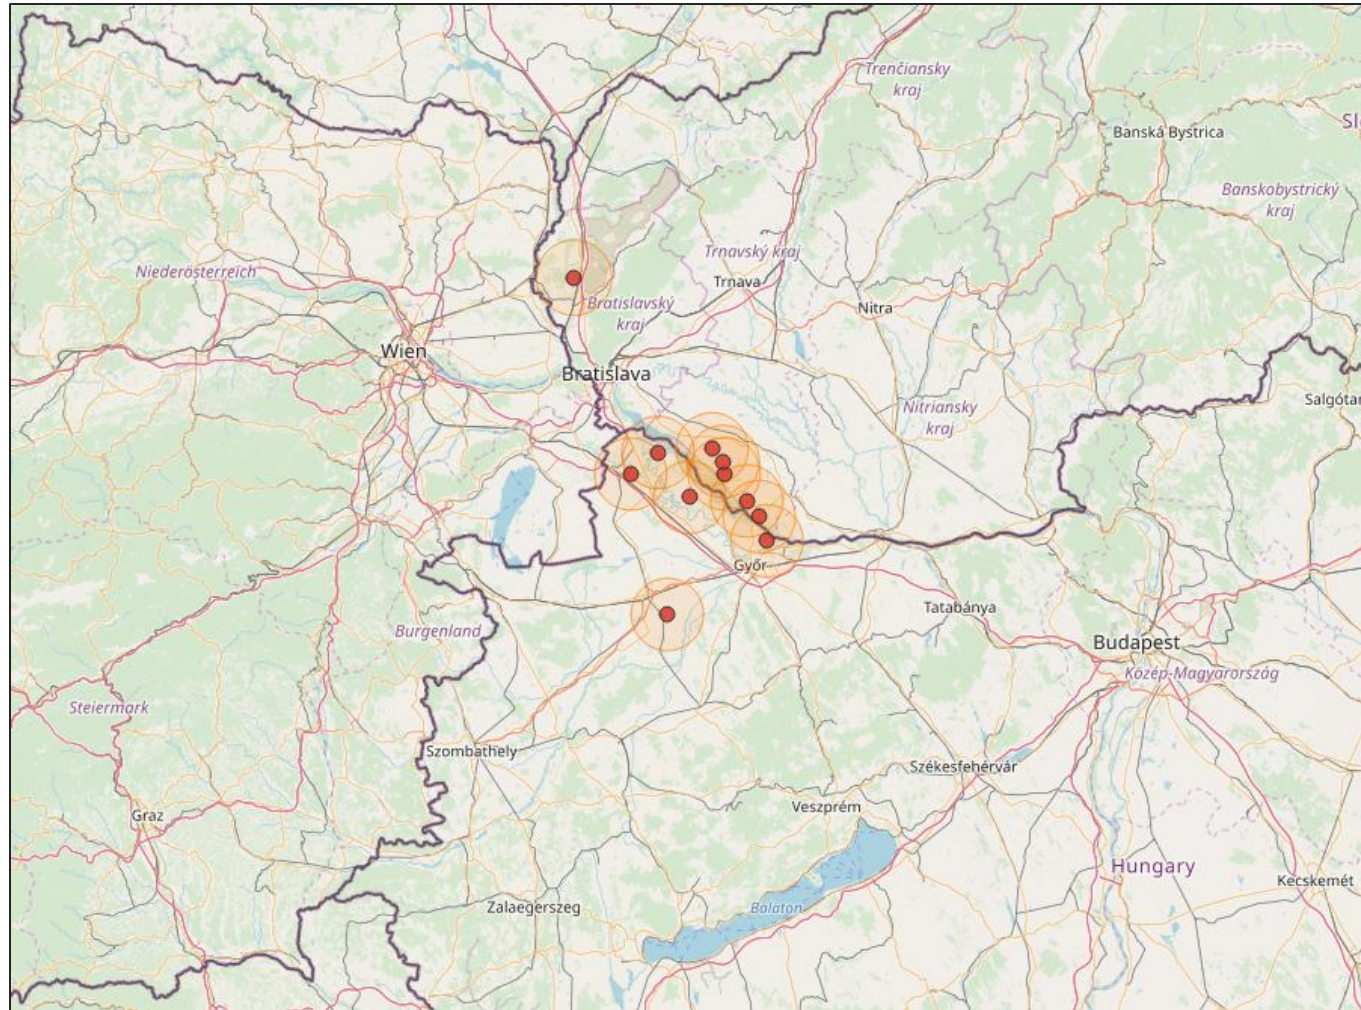 Trenčiansky
kraj
Sl
Banská Bystrica
Banskobystrický
kraj
Trnavský kraj
Niederösterreich
Trnava
Bratislavský
kraj
Nitra
Wien
Bratislava
Nitriansky
kraj
Salgótar
Győr
Tatabánya
Burgenland
Budapest
Közép-Magyarország
Steiermark
Szombathely
Székesfehérvár
Veszprém
Graz
Hungary
Kecskemét
Zalaegerszeg
Balaton